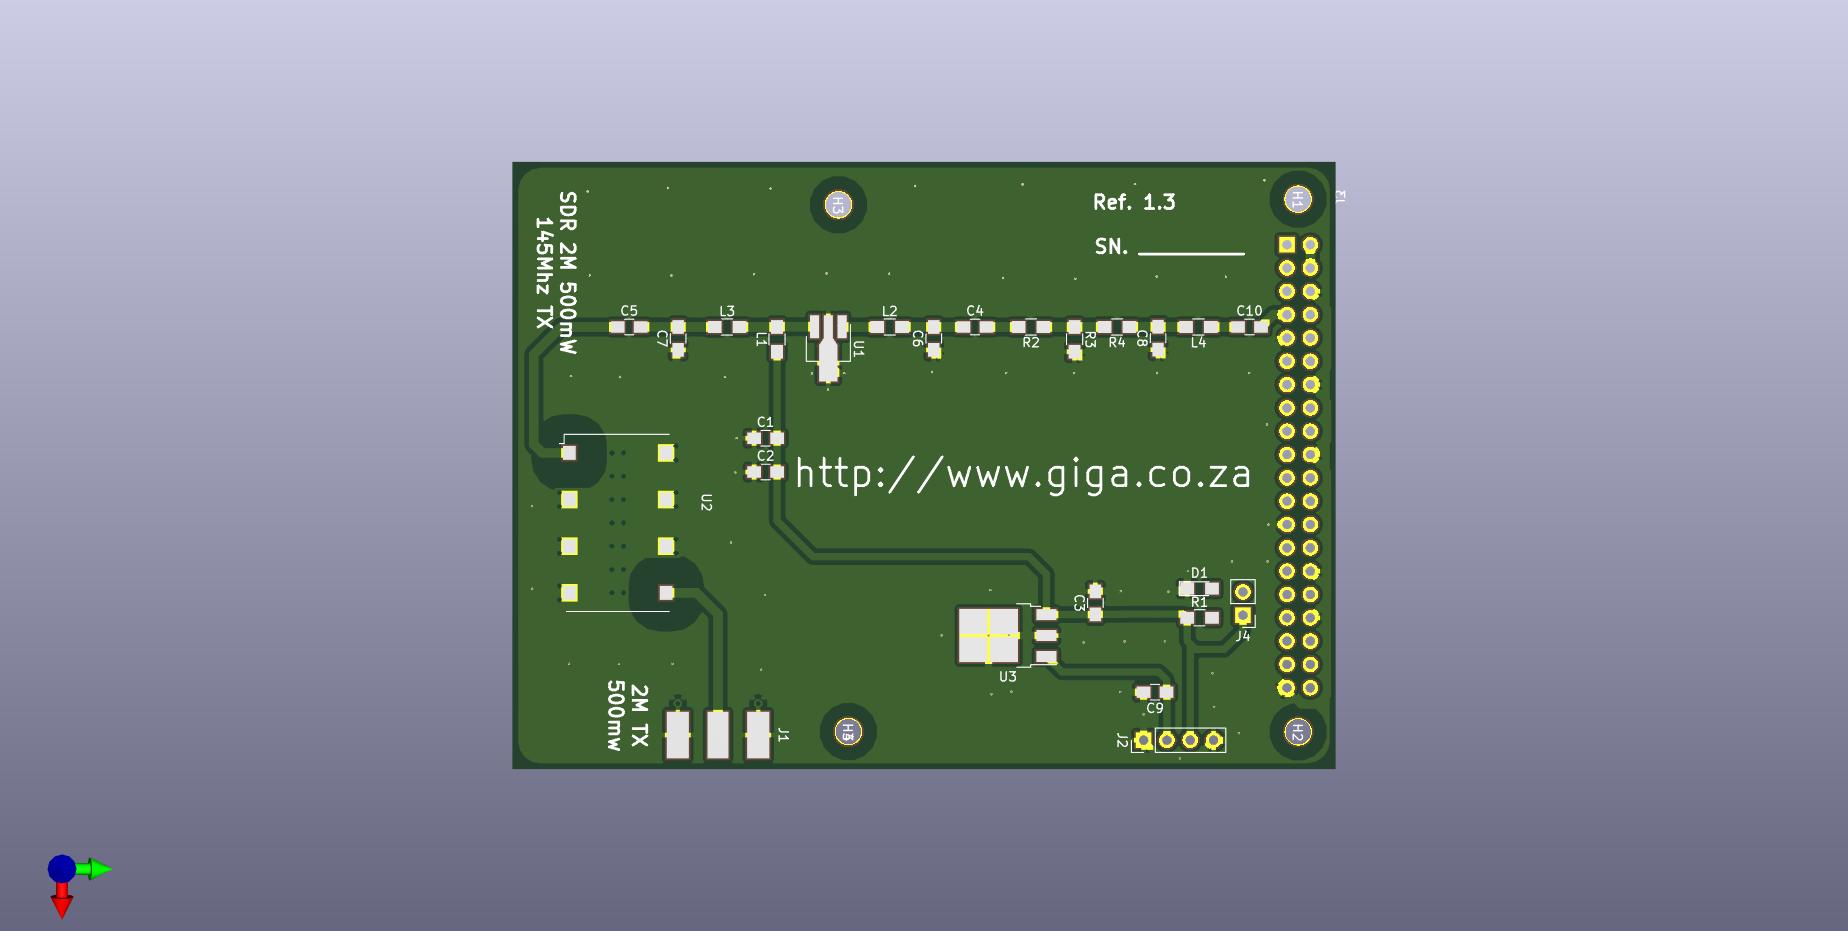 H3
H1
Ref. 1.3
SN.
SDR 2M 500mW
145Mhz TX
C5
L3
L2
C4
C10
C7
L1
U1
C6
R2
R3
R4
C8
L4
C1
C2
http://www.giga.co.za
U2
D1
C3
R1
J4
U3
2M TX
500mw
C9
J1
J2
H2